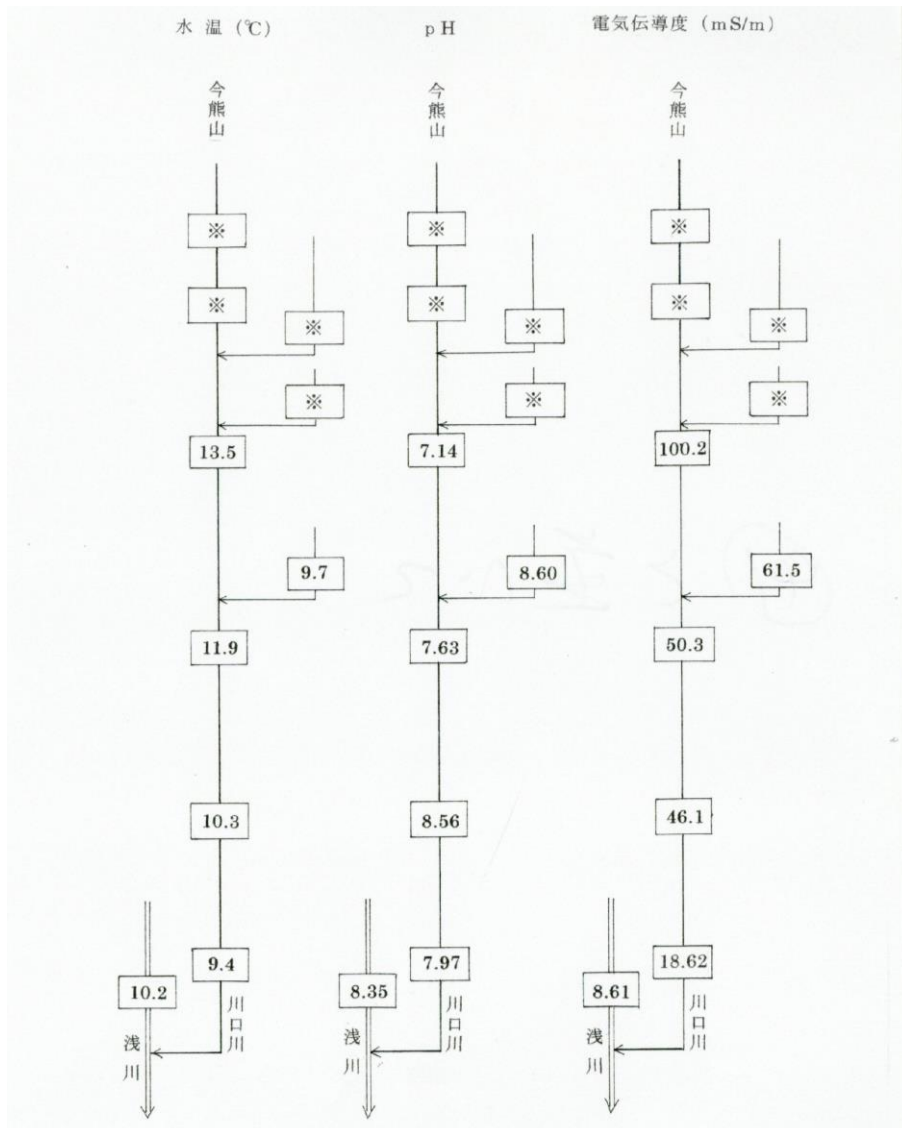 水温(℃)
pH
電気伝導度(mS/m)
今熊山
今熊山
今熊山
※
※
※
※
※
※
※
※
※
※
※
※
13.5
7.14
100.2
9.7
8.60
61.5
11.9
7.63
50.3
10.3
8.56
46.1
9.4
7.97
18.62
10.2
8.35
8.61
川口川
川口川
川口川
浅川
浅川
浅川